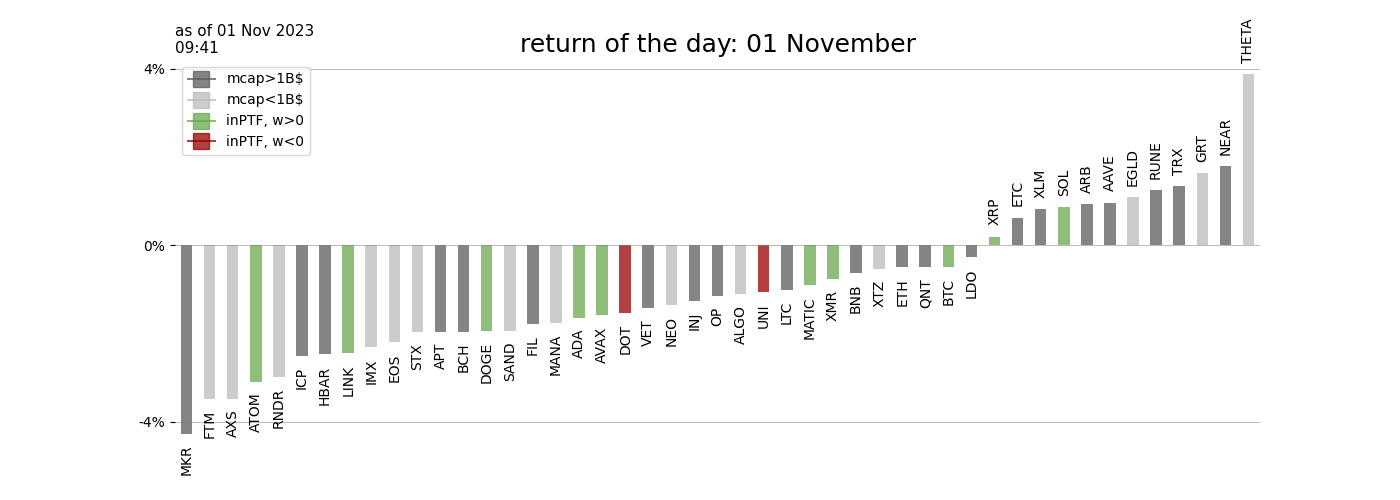 as of 01 Nov 2023
09:41
return of the day: 01 November
mcap>1B$
mcap<1B$
inPTF, w>0
inPTF, w<0
4%
0%
-4%
MKR
FTM
AXS
ATOM
RNDR
ICP
HBAR
LINK
IMX
EOS
STX
APT
BCH
DOGE
SAND
FIL
MANA
ADA
AVAX
DOT
VET
NEO
INJ
OP
ALGO
UNI
LTC
MATIC
XMR
BNB
XTZ
ETH
QNT
BTC
LDO
XRP
ETC
XLM
SOL
ARB
AAVE
EGLD
RUNE
TRX
GRT
NEAR
THETA